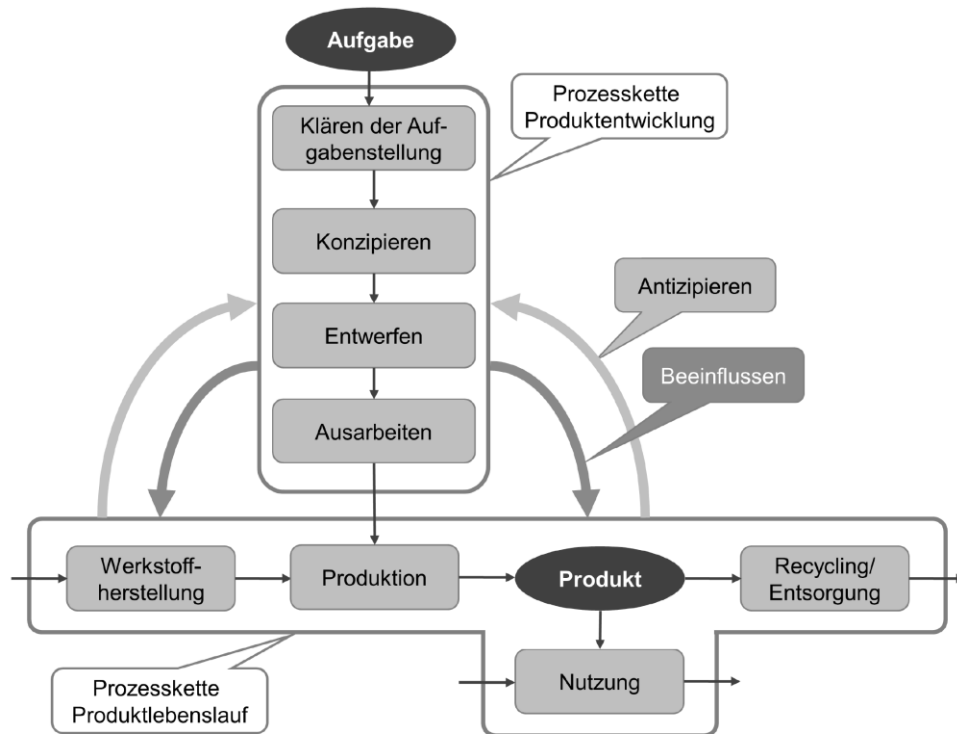 Aufgabe
Prozesskette
Produktentwicklung
Klären der Auf-
gabenstellung
Konzipieren
Antizipieren
Entwerfen
Beeinflussen
Ausarbeiten
Werkstoff-
herstellung
Produktion
Produkt
Recycling/
Entsorgung
Nutzung
Prozesskette
Produktlebenslauf